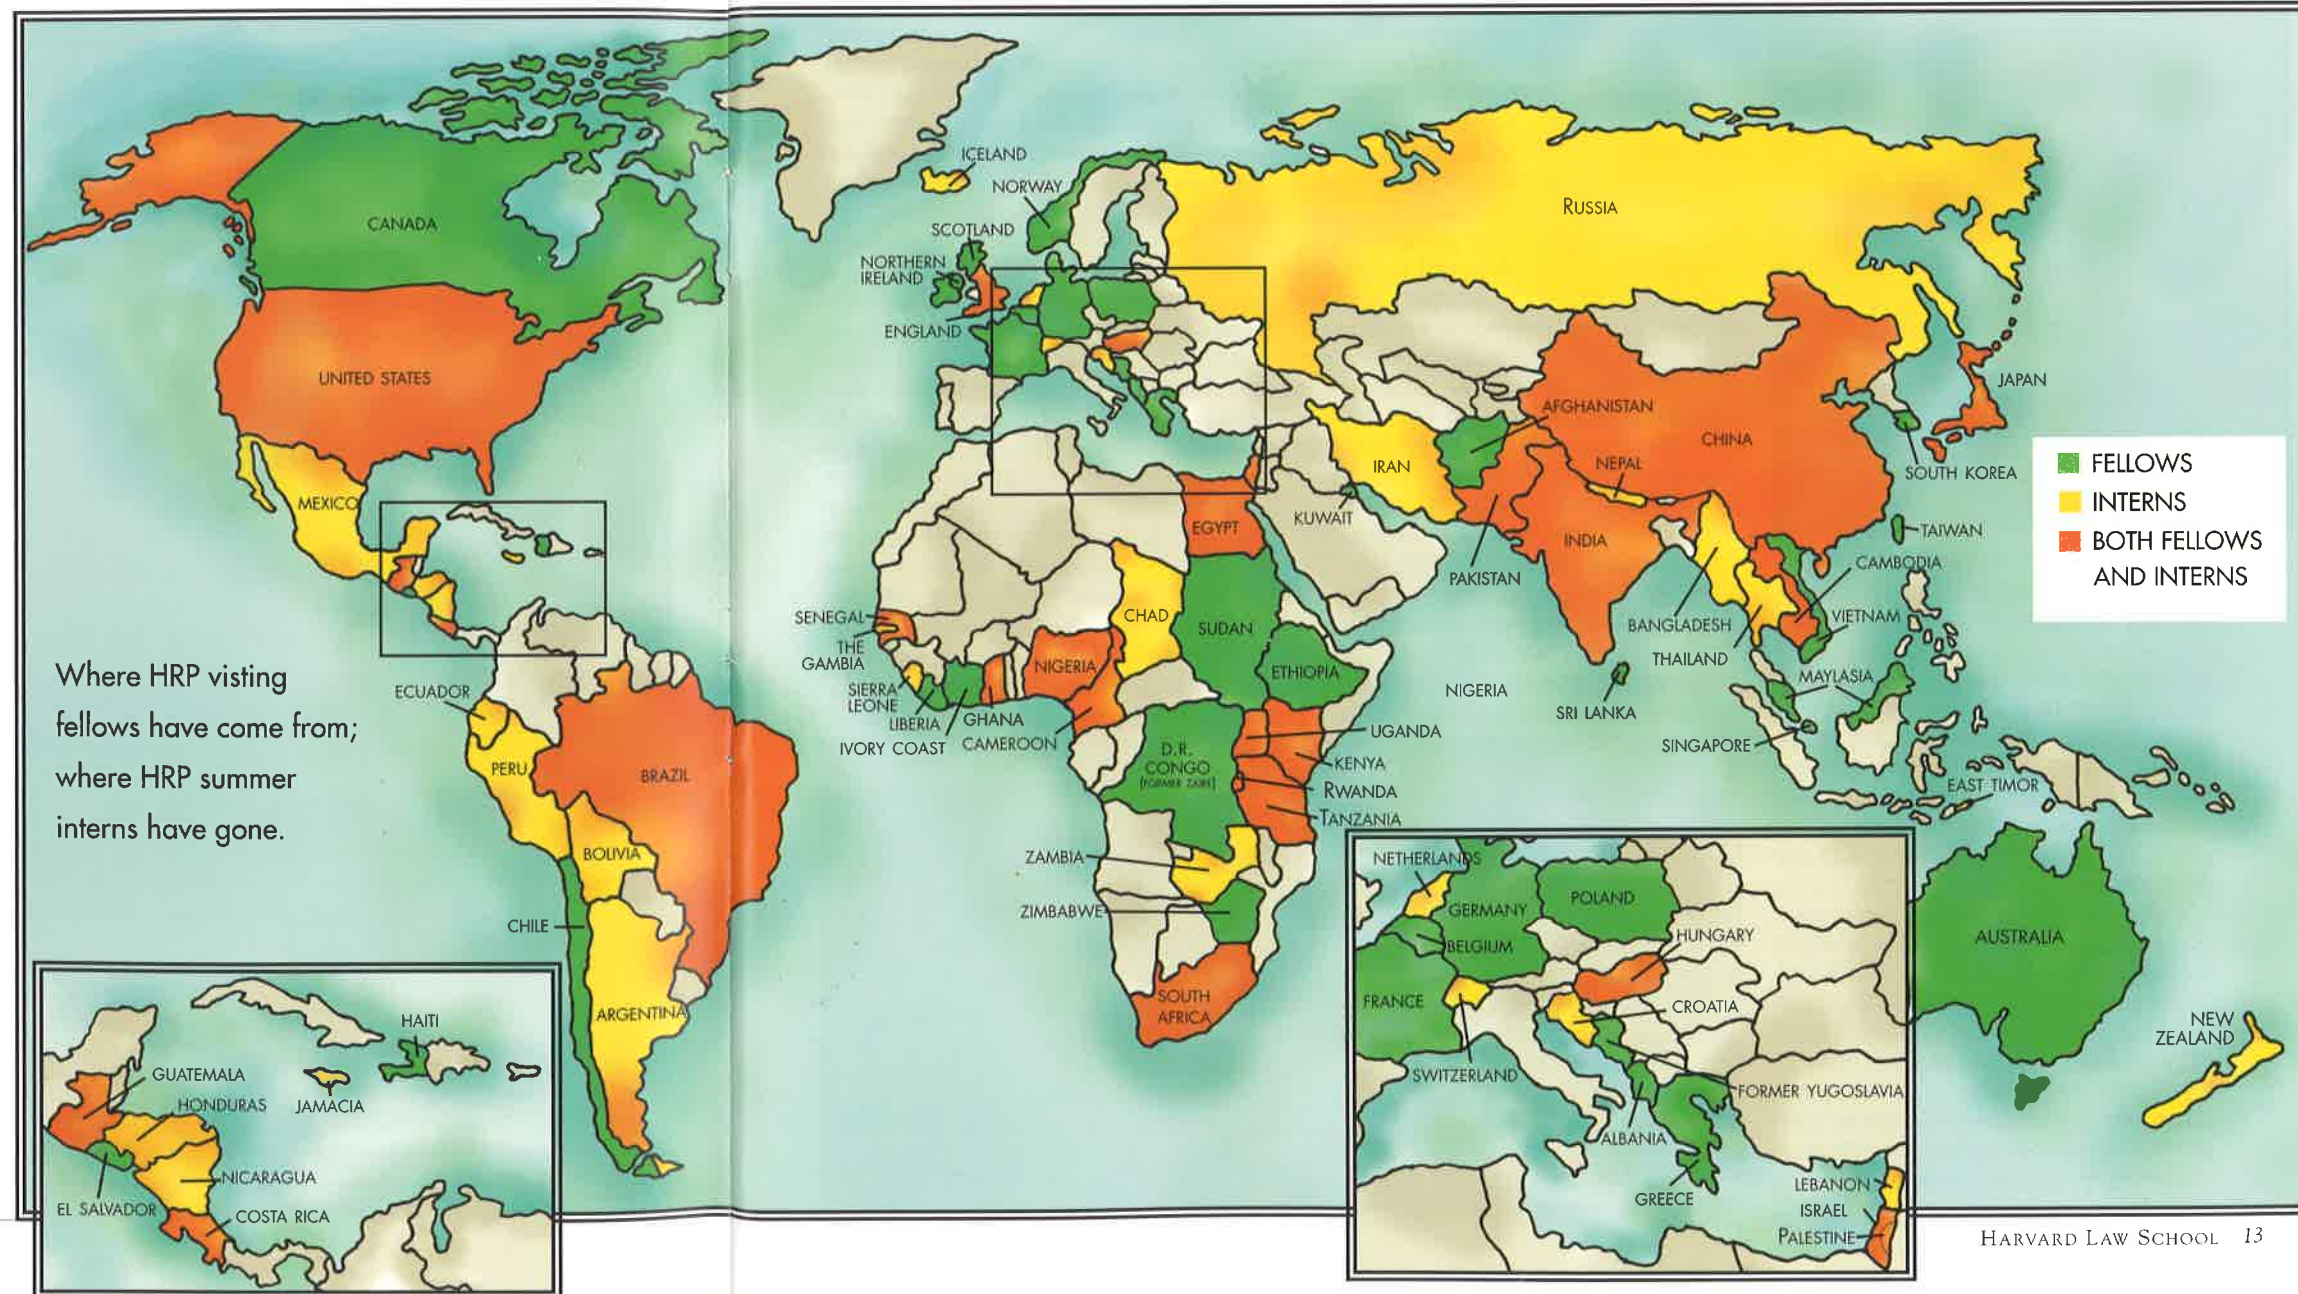 ICELAND
NORWAY
SCOTLAND
NORTHERN
IRELAND
ENGLAND
RUSSIA
CANADA
UNITED STATES
MEXICO
JAPAN
AFGHANISTAN
CHINA
IRAN
NEPAL
SOUTH KOREA
KUWAIT
EGYPT
INDIA
TAIWAN
PAKISTAN
CAMBODIA
SENEGAL
THE
GAMBIA
CHAD
SUDAN
BANGLADESH
VIETNAM
THAILAND
NIGERIA
ETHIOPIA
NIGERIA
MAYLASIA
SIERRA
LEONE
LIBERIA
GHANA
IVORY COAST
CAMEROON
SRI LANKA
SINGAPORE
UGANDA
D.R.
CONGO
(FORMER ZAIRE)
KENYA
RWANDA
TANZANIA
EAST TIMOR
ECUADOR
PERU
BRAZIL
BOLIVIA
CHILE
ARGENTINA
ZAMBIA
ZIMBABWE
SOUTH
AFRICA
AUSTRALIA
NEW
ZEALAND
FELLOWS
INTERNS
BOTH FELLOWS
AND INTERNS
Where HRP visting
fellows have come from;
where HRP summer
interns have gone.
HAITI
GUATEMALA
HONDURAS
JAMACIA
NICARAGUA
EL SALVADOR
COSTA RICA
NETHERLANDS
GERMANY
POLAND
BELGIUM
HUNGARY
FRANCE
CROATIA
SWITZERLAND
FORMER YUGOSLAVIA
ALBANIA
GREECE
LEBANON
ISRAEL
PALESTINE
HARVARD LAW SCHOOL 13